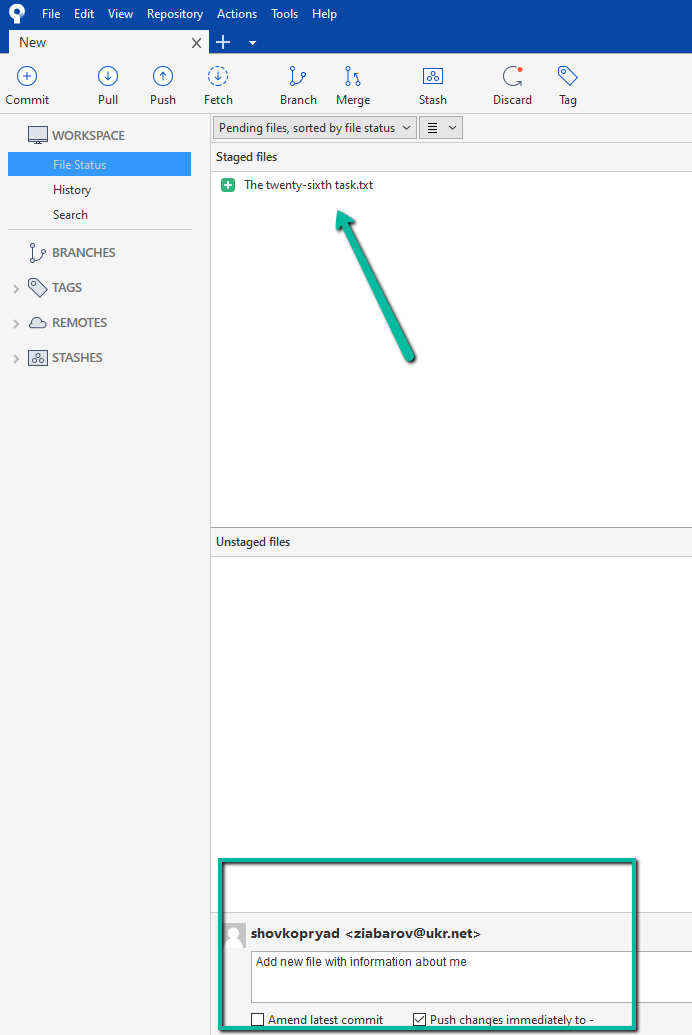 File Edit View Repository Actions Tools Help
New
Commit Pull Push Fetch Branch Merge Stash Discard Tag
WORKSPACE
File Status
History
Search
BRANCHES
TAGS
REMOTES
STASHES
Pending files, sorted by file status
Staged files
The twenty-sixth task.txt
Unstaged files
shovkopryad <ziabarov@ukr.net>
Add new file with information about me
Amend latest commit Push changes immediately to -